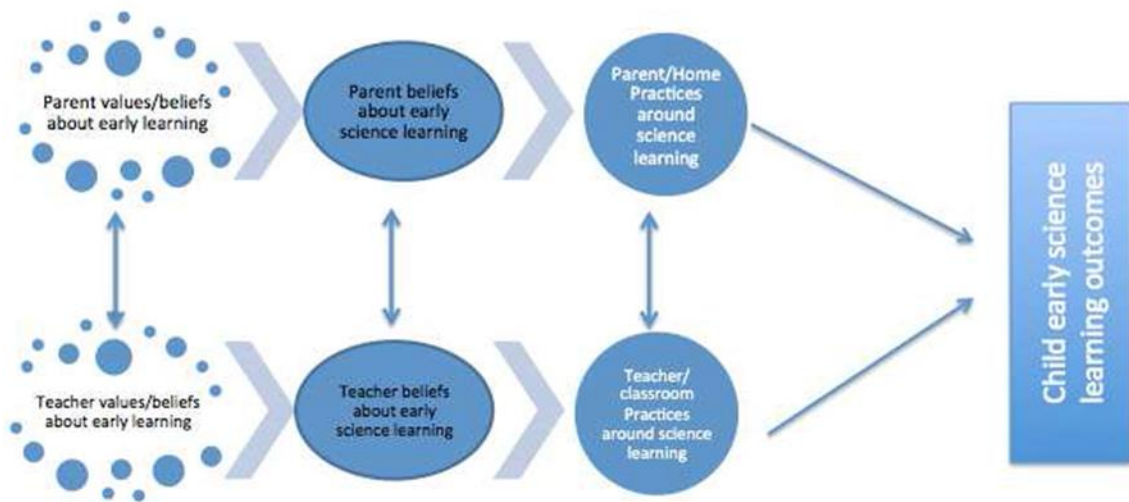 Parent values/beliefs
about early learning
Parent beliefs
about early
science learning
Parent/Home
Practices
around
science
learning
Teacher values/beliefs
about early learning
Teacher beliefs
about early
science learning
Teacher/
classroom
Practices
around science
learning
Child early science
learning outcomes